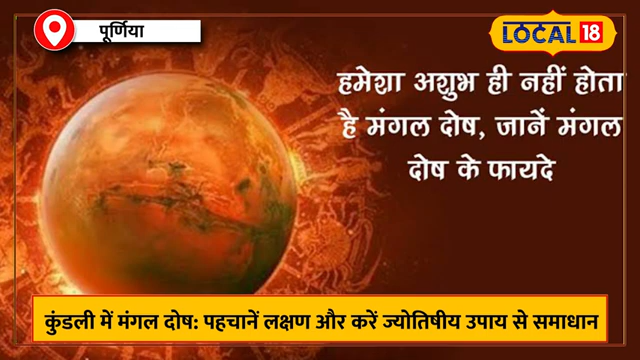 पूर्णिया
LOCAL 18
हमेशा अशुभ ही नहीं होता
है मंगल दोष, जानें मंगल
दोष के फायदे
कुंडली में मंगल दोष: पहचानें लक्षण और करें ज्योतिषीय उपाय से समाधान